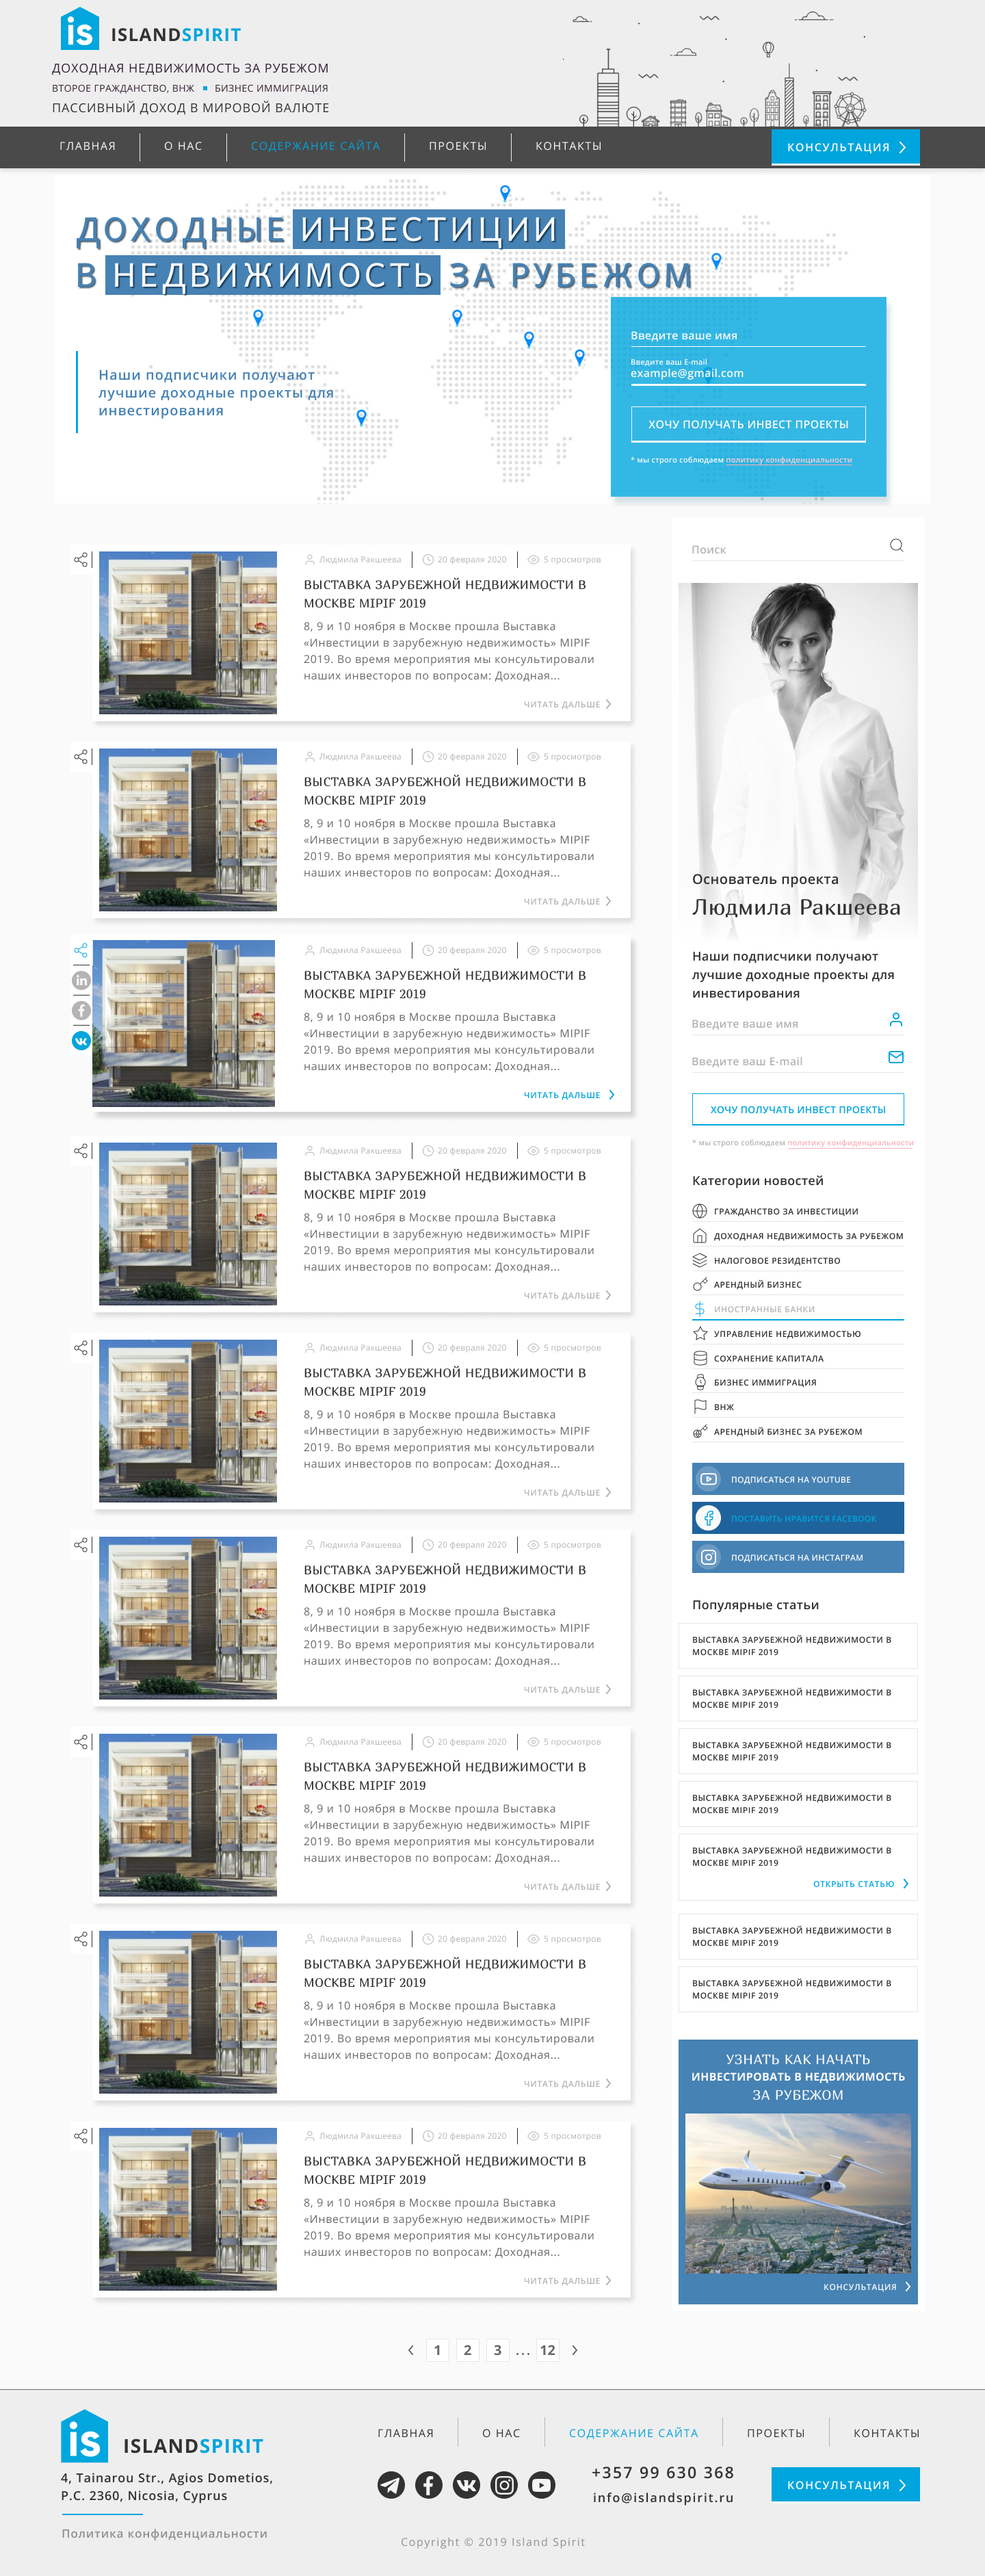 is ISLANDSPIRIT
ДОХОДНАЯ НЕДВИЖИМОСТЬ ЗА РУБЕЖОМ
ВТОРОЕ ГРАЖДАНСТВО, ВНЖ ▪ БИЗНЕС ИММИГРАЦИЯ
ПАССИВНЫЙ ДОХОД В МИРОВОЙ ВАЛЮТЕ
ГЛАВНАЯ О НАС СОДЕРЖАНИЕ САЙТА ПРОЕКТЫ КОНТАКТЫ КОНСУЛЬТАЦИЯ
ДОХОДНЫЕ ИНВЕСТИЦИИ
В НЕДВИЖИМОСТЬ ЗА РУБЕЖОМ
Наши подписчики получают
лучшие доходные проекты для
инвестирования
Введите ваше имя
Введите ваш E-mail
example@gmail.com
ХОЧУ ПОЛУЧАТЬ ИНВЕСТ ПРОЕКТЫ
* мы строго соблюдаем политику конфиденциальности
Людмила Ракшеева 20 февраля 2020 5 просмотров
ВЫСТАВКА ЗАРУБЕЖНОЙ НЕДВИЖИМОСТИ В
МОСКВЕ MIPIF 2019
8, 9 и 10 ноября в Москве прошла Выставка
«Инвестиции в зарубежную недвижимость» MIPIF
2019. Во время мероприятия мы консультировали
наших инвесторов по вопросам: Доходная...
ЧИТАТЬ ДАЛЬШЕ
Людмила Ракшеева 20 февраля 2020 5 просмотров
ВЫСТАВКА ЗАРУБЕЖНОЙ НЕДВИЖИМОСТИ В
МОСКВЕ MIPIF 2019
8, 9 и 10 ноября в Москве прошла Выставка
«Инвестиции в зарубежную недвижимость» MIPIF
2019. Во время мероприятия мы консультировали
наших инвесторов по вопросам: Доходная...
ЧИТАТЬ ДАЛЬШЕ
Людмила Ракшеева 20 февраля 2020 5 просмотров
ВЫСТАВКА ЗАРУБЕЖНОЙ НЕДВИЖИМОСТИ В
МОСКВЕ MIPIF 2019
8, 9 и 10 ноября в Москве прошла Выставка
«Инвестиции в зарубежную недвижимость» MIPIF
2019. Во время мероприятия мы консультировали
наших инвесторов по вопросам: Доходная...
ЧИТАТЬ ДАЛЬШЕ
Людмила Ракшеева 20 февраля 2020 5 просмотров
ВЫСТАВКА ЗАРУБЕЖНОЙ НЕДВИЖИМОСТИ В
МОСКВЕ MIPIF 2019
8, 9 и 10 ноября в Москве прошла Выставка
«Инвестиции в зарубежную недвижимость» MIPIF
2019. Во время мероприятия мы консультировали
наших инвесторов по вопросам: Доходная...
ЧИТАТЬ ДАЛЬШЕ
Людмила Ракшеева 20 февраля 2020 5 просмотров
ВЫСТАВКА ЗАРУБЕЖНОЙ НЕДВИЖИМОСТИ В
МОСКВЕ MIPIF 2019
8, 9 и 10 ноября в Москве прошла Выставка
«Инвестиции в зарубежную недвижимость» MIPIF
2019. Во время мероприятия мы консультировали
наших инвесторов по вопросам: Доходная...
ЧИТАТЬ ДАЛЬШЕ
Людмила Ракшеева 20 февраля 2020 5 просмотров
ВЫСТАВКА ЗАРУБЕЖНОЙ НЕДВИЖИМОСТИ В
МОСКВЕ MIPIF 2019
8, 9 и 10 ноября в Москве прошла Выставка
«Инвестиции в зарубежную недвижимость» MIPIF
2019. Во время мероприятия мы консультировали
наших инвесторов по вопросам: Доходная...
ЧИТАТЬ ДАЛЬШЕ
Людмила Ракшеева 20 февраля 2020 5 просмотров
ВЫСТАВКА ЗАРУБЕЖНОЙ НЕДВИЖИМОСТИ В
МОСКВЕ MIPIF 2019
8, 9 и 10 ноября в Москве прошла Выставка
«Инвестиции в зарубежную недвижимость» MIPIF
2019. Во время мероприятия мы консультировали
наших инвесторов по вопросам: Доходная...
ЧИТАТЬ ДАЛЬШЕ
Людмила Ракшеева 20 февраля 2020 5 просмотров
ВЫСТАВКА ЗАРУБЕЖНОЙ НЕДВИЖИМОСТИ В
МОСКВЕ MIPIF 2019
8, 9 и 10 ноября в Москве прошла Выставка
«Инвестиции в зарубежную недвижимость» MIPIF
2019. Во время мероприятия мы консультировали
наших инвесторов по вопросам: Доходная...
ЧИТАТЬ ДАЛЬШЕ
Людмила Ракшеева 20 февраля 2020 5 просмотров
ВЫСТАВКА ЗАРУБЕЖНОЙ НЕДВИЖИМОСТИ В
МОСКВЕ MIPIF 2019
8, 9 и 10 ноября в Москве прошла Выставка
«Инвестиции в зарубежную недвижимость» MIPIF
2019. Во время мероприятия мы консультировали
наших инвесторов по вопросам: Доходная...
ЧИТАТЬ ДАЛЬШЕ
Поиск
Основатель проекта
Людмила Ракшеева
Наши подписчики получают
лучшие доходные проекты для
инвестирования
Введите ваше имя
Введите ваш E-mail
ХОЧУ ПОЛУЧАТЬ ИНВЕСТ ПРОЕКТЫ
* мы строго соблюдаем политику конфиденциальности
Категории новостей
ГРАЖДАНСТВО ЗА ИНВЕСТИЦИИ
ДОХОДНАЯ НЕДВИЖИМОСТЬ ЗА РУБЕЖОМ
НАЛОГОВОЕ РЕЗИДЕНТСТВО
АРЕНДНЫЙ БИЗНЕС
ИНОСТРАННЫЕ БАНКИ
УПРАВЛЕНИЕ НЕДВИЖИМОСТЬЮ
СОХРАНЕНИЕ КАПИТАЛА
БИЗНЕС ИММИГРАЦИЯ
ВНЖ
АРЕНДНЫЙ БИЗНЕС ЗА РУБЕЖОМ
ПОДПИСАТЬСЯ НА YOUTUBE
ПОСТАВИТЬ НРАВИТСЯ FACEBOOK
ПОДПИСАТЬСЯ НА ИНСТАГРАМ
Популярные статьи
ВЫСТАВКА ЗАРУБЕЖНОЙ НЕДВИЖИМОСТИ В
МОСКВЕ MIPIF 2019
ВЫСТАВКА ЗАРУБЕЖНОЙ НЕДВИЖИМОСТИ В
МОСКВЕ MIPIF 2019
ВЫСТАВКА ЗАРУБЕЖНОЙ НЕДВИЖИМОСТИ В
МОСКВЕ MIPIF 2019
ВЫСТАВКА ЗАРУБЕЖНОЙ НЕДВИЖИМОСТИ В
МОСКВЕ MIPIF 2019
ВЫСТАВКА ЗАРУБЕЖНОЙ НЕДВИЖИМОСТИ В
МОСКВЕ MIPIF 2019
ОТКРЫТЬ СТАТЬЮ
ВЫСТАВКА ЗАРУБЕЖНОЙ НЕДВИЖИМОСТИ В
МОСКВЕ MIPIF 2019
ВЫСТАВКА ЗАРУБЕЖНОЙ НЕДВИЖИМОСТИ В
МОСКВЕ MIPIF 2019
УЗНАТЬ КАК НАЧАТЬ
ИНВЕСТИРОВАТЬ В НЕДВИЖИМОСТЬ
ЗА РУБЕЖОМ
КОНСУЛЬТАЦИЯ
1 2 3 ... 12
is ISLANDSPIRIT
4, Tainarou Str., Agios Dometios,
P.C. 2360, Nicosia, Cyprus
Политика конфиденциальности
ГЛАВНАЯ О НАС СОДЕРЖАНИЕ САЙТА ПРОЕКТЫ КОНТАКТЫ
+357 99 630 368
info@islandspirit.ru
КОНСУЛЬТАЦИЯ
Copyright © 2019 Island Spirit